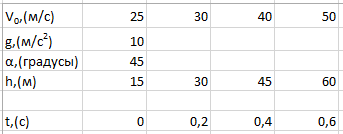 V₀,(м/с) 25 30 40 50
g,(м/с²) 10
α,(градусы) 45
h,(м) 15 30 45 60
t,(с) 0 0,2 0,4 0,6